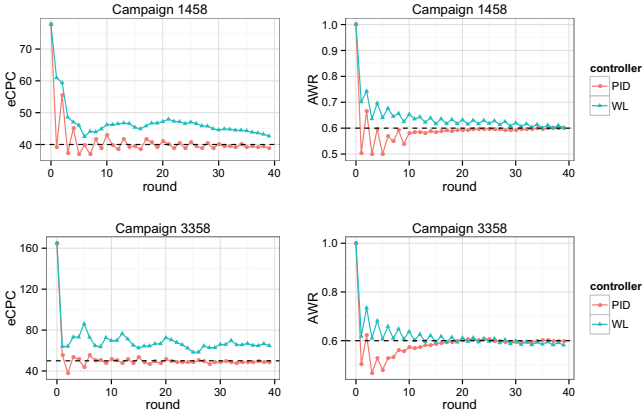 Campaign 1458
eCPC
70
60
50
40
0
10
20
30
40
round
Campaign 1458
AWR
1.0
0.9
0.8
0.7
0.6
0.5
0
10
20
30
40
round
controller
PID
WL
Campaign 3358
eCPC
160
120
80
40
0
10
20
30
40
round
Campaign 3358
AWR
1.0
0.8
0.6
0
10
20
30
40
round
controller
PID
WL